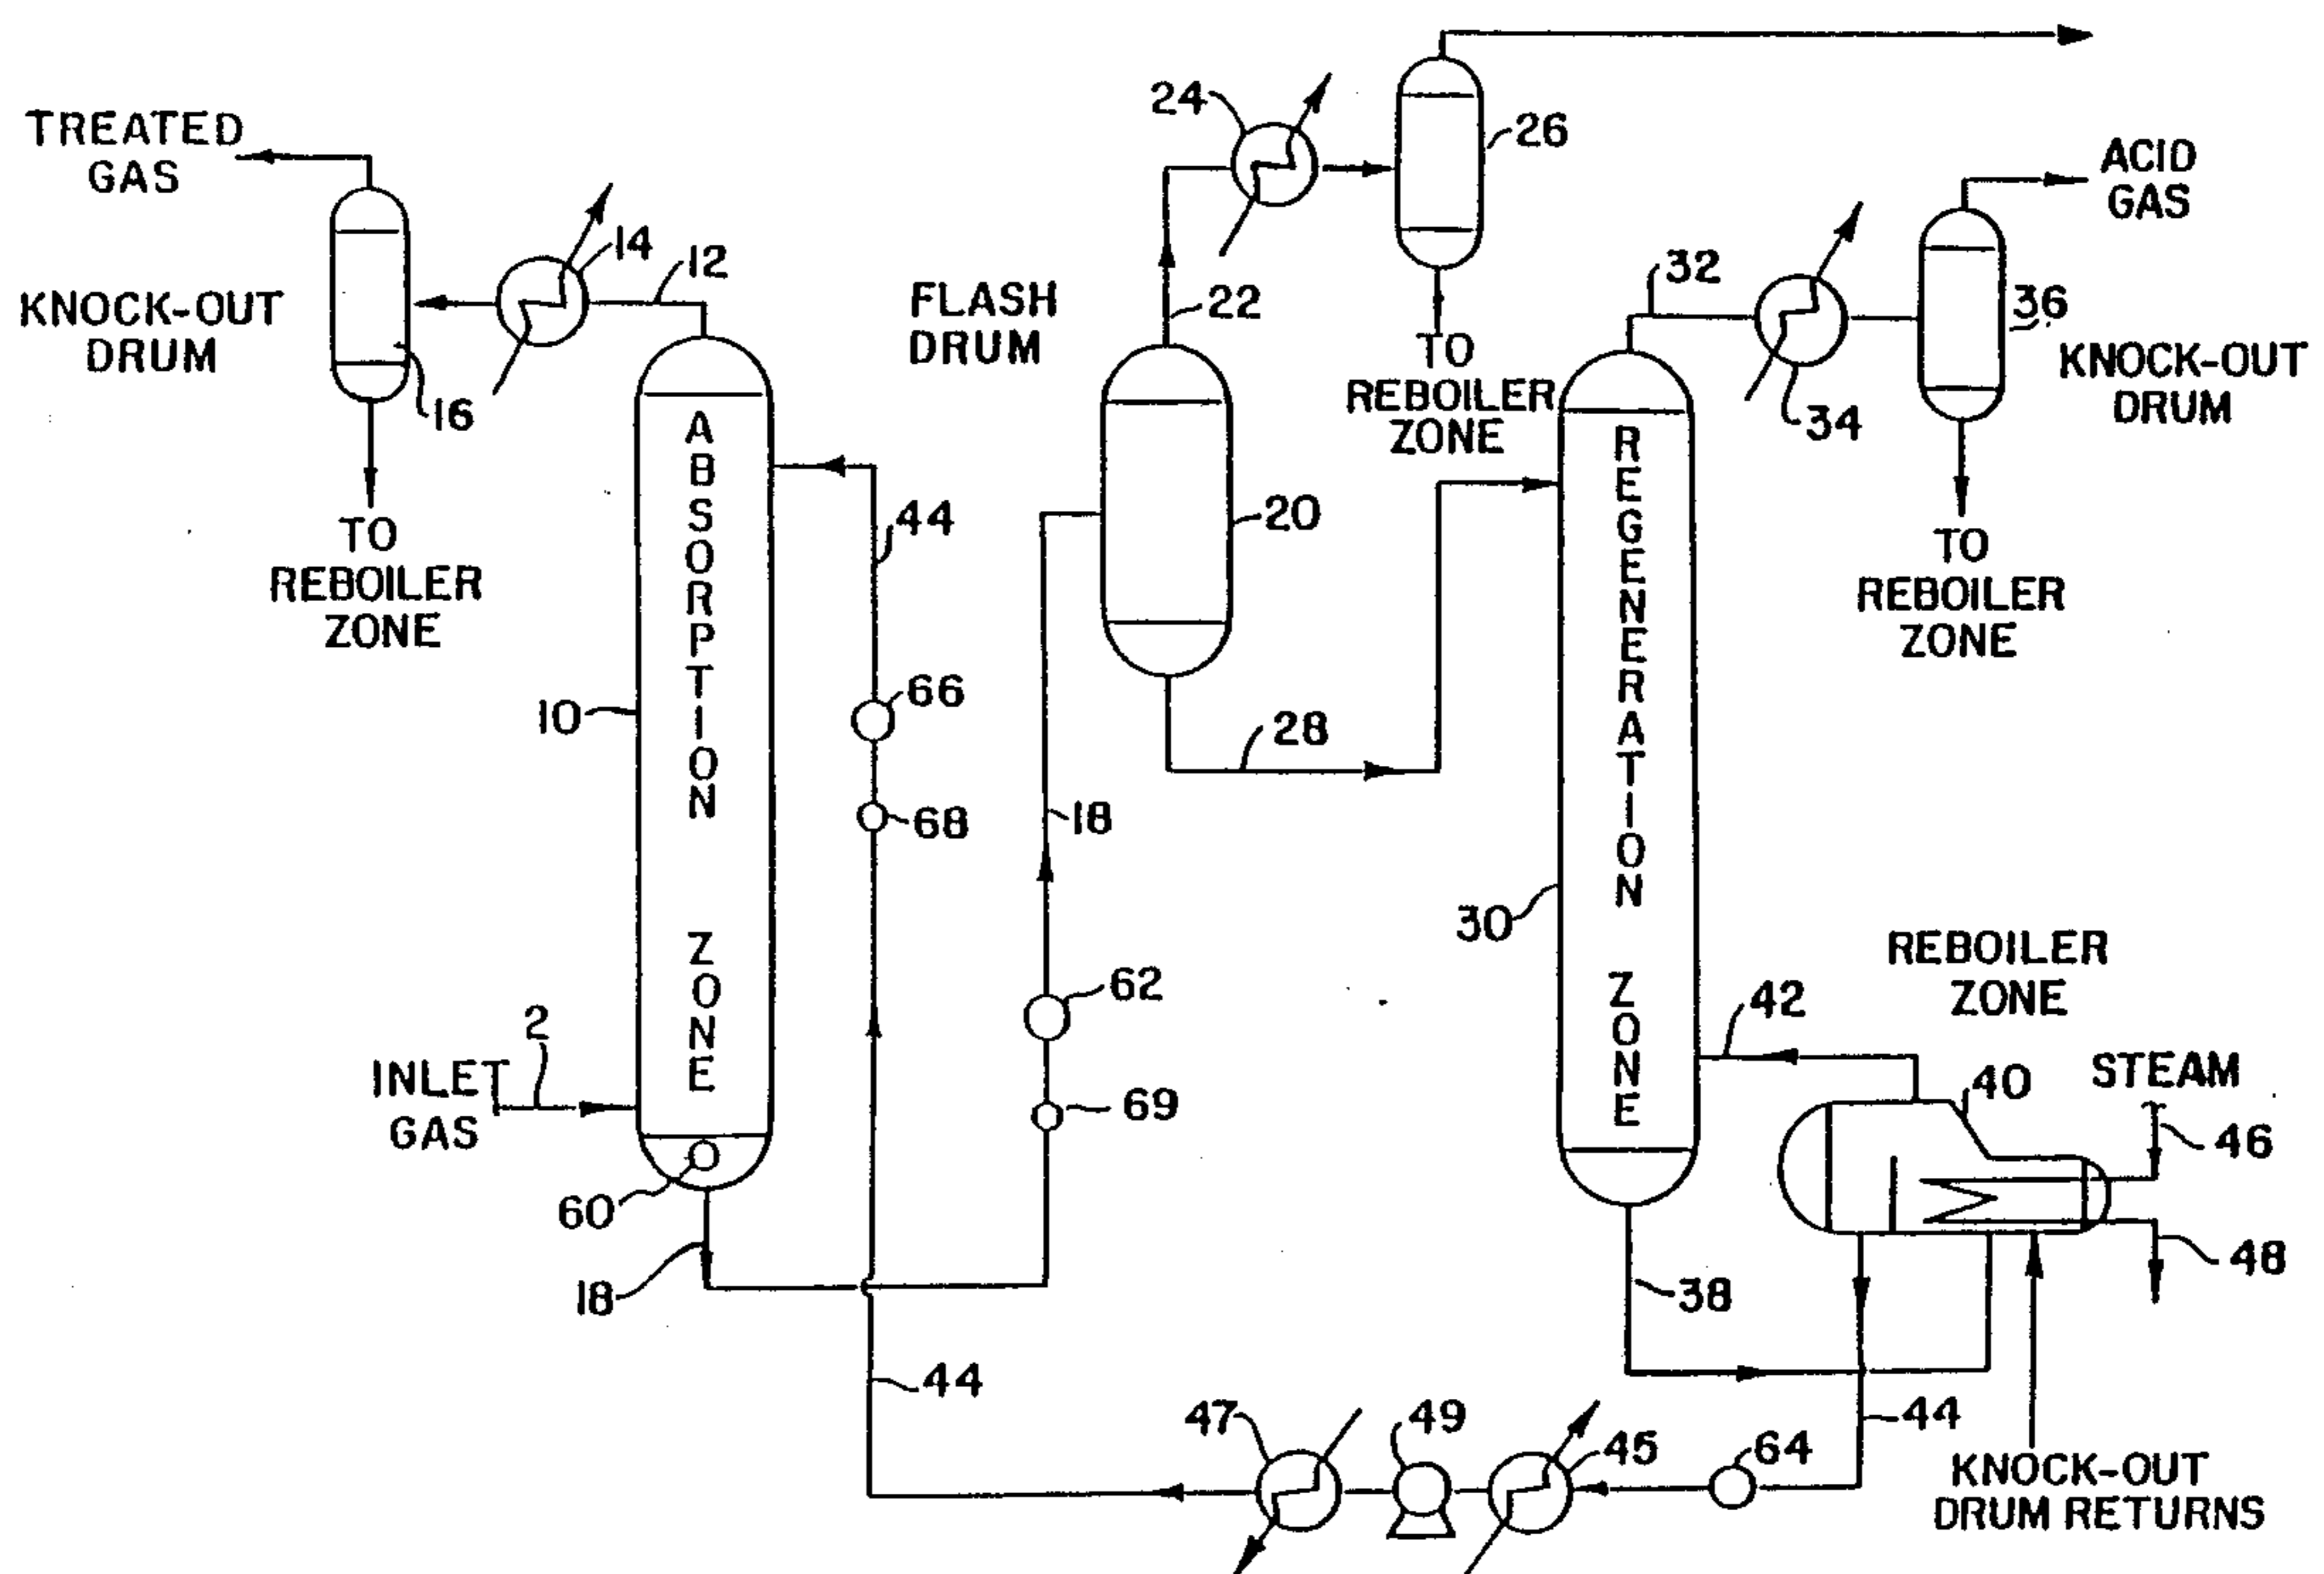 TREATED
GAS
KNOCK-OUT
DRUM
16
TO
REBOILER
ZONE
14
12
10
ABSORPTION
ZONE
INLET
GAS
2
60
18
44
66
68
18
62
69
44
FLASH
DRUM
20
22
24
26
TO
REBOILER
ZONE
28
30
REGENERATION
ZONE
32
34
36
ACID
GAS
KNOCK-OUT
DRUM
TO
REBOILER
ZONE
REBOILER
ZONE
42
40
STEAM
46
48
38
44
KNOCK-OUT
DRUM RETURNS
64
45
49
47